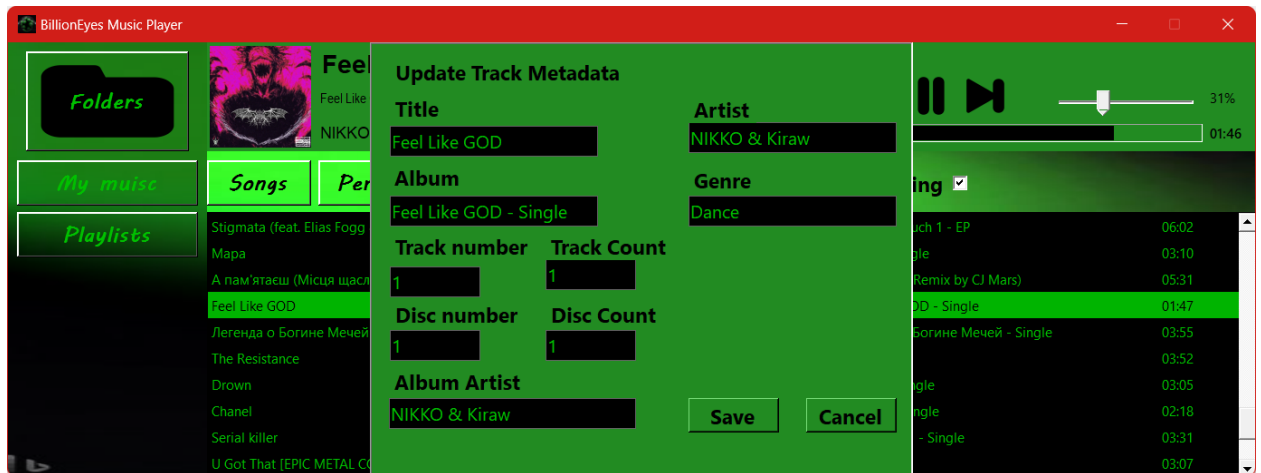 BillionEyes Music Player
Folders
My muisc
Playlists
Feel
Feel Like
NIKKO
31%
01:46
Songs
Per
ing
Update Track Metadata
Title
Artist
Feel Like GOD
NIKKO & Kiraw
Album
Genre
Feel Like GOD - Single
Dance
Track number Track Count
1 1
Disc number Disc Count
1 1
Album Artist
NIKKO & Kiraw
Save Cancel
Stigmata (feat. Elias Fogg uch 1 - EP 06:02
Мара gle 03:10
А пам'ятаєш (Місця щасл Remix by CJ Mars) 05:31
Feel Like GOD OD - Single 01:47
Легенда о Богине Мечей Богине Мечей - Single 03:55
The Resistance 03:52
Drown ngle 03:05
Chanel ngle 02:18
Serial killer - Single 03:31
U Got That [EPIC METAL CO 03:07